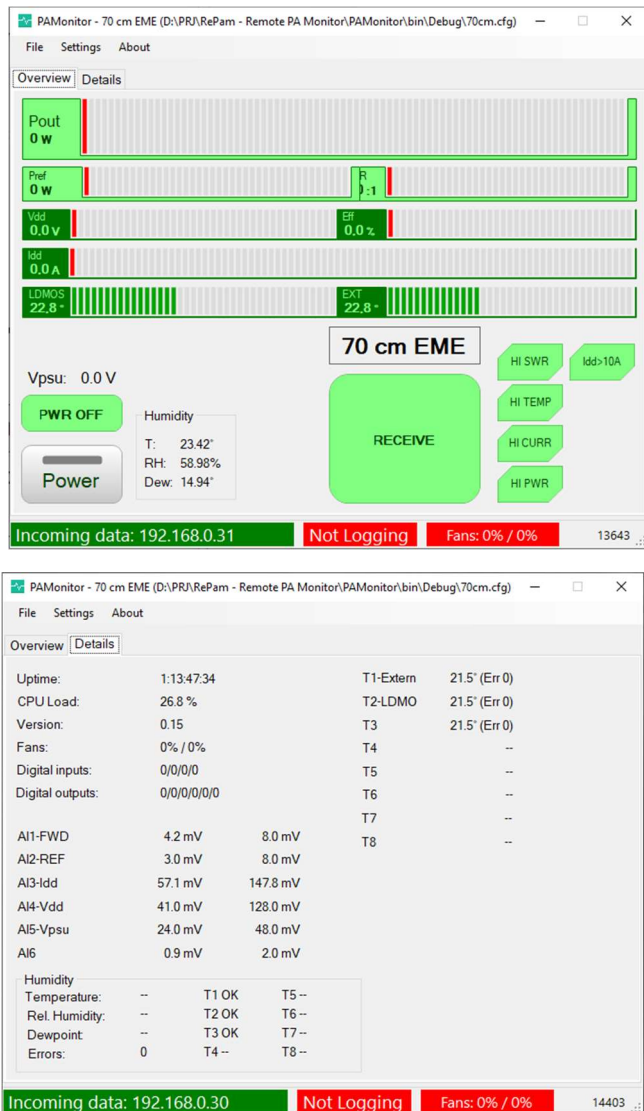 PAMonitor - 70 cm EME (D:\PRJ\RePam - Remote PA Monitor\PAMonitor\bin\Debug\70cm.cfg)
File Settings About
Overview Details
Pout
0 W
Pref
0 W
R
:1
Vdd
0.0 V
Eff
0.0 %
Idd
0.0 A
LDMOS
22,8 °
EXT
22,8 °
70 cm EME
Vpsu: 0.0 V
PWR OFF
Power
Humidity
T: 23.42°
RH: 58.98%
Dew: 14.94°
RECEIVE
HI SWR Idd>10A
HI TEMP
HI CURR
HI PWR
Incoming data: 192.168.0.31 Not Logging Fans: 0% / 0% 13643
PAMonitor - 70 cm EME (D:\PRJ\RePam - Remote PA Monitor\PAMonitor\bin\Debug\70cm.cfg)
File Settings About
Overview Details
Uptime: 1:13:47:34 T1-Extern 21.5° (Err 0)
CPU Load: 26.8 % T2-LDMO 21.5° (Err 0)
Version: 0.15 T3 21.5° (Err 0)
Fans: 0% / 0% T4 --
Digital inputs: 0/0/0/0 T5 --
Digital outputs: 0/0/0/0/0/0 T6 --
T7 --
AI1-FWD 4.2 mV 8.0 mV T8 --
AI2-REF 3.0 mV 8.0 mV
AI3-Idd 57.1 mV 147.8 mV
AI4-Vdd 41.0 mV 128.0 mV
AI5-Vpsu 24.0 mV 48.0 mV
AI6 0.9 mV 2.0 mV
Humidity
Temperature: -- T1 OK T5 --
Rel. Humidity: -- T2 OK T6 --
Dewpoint: -- T3 OK T7 --
Errors: 0 T4 -- T8 --
Incoming data: 192.168.0.30 Not Logging Fans: 0% / 0% 14403